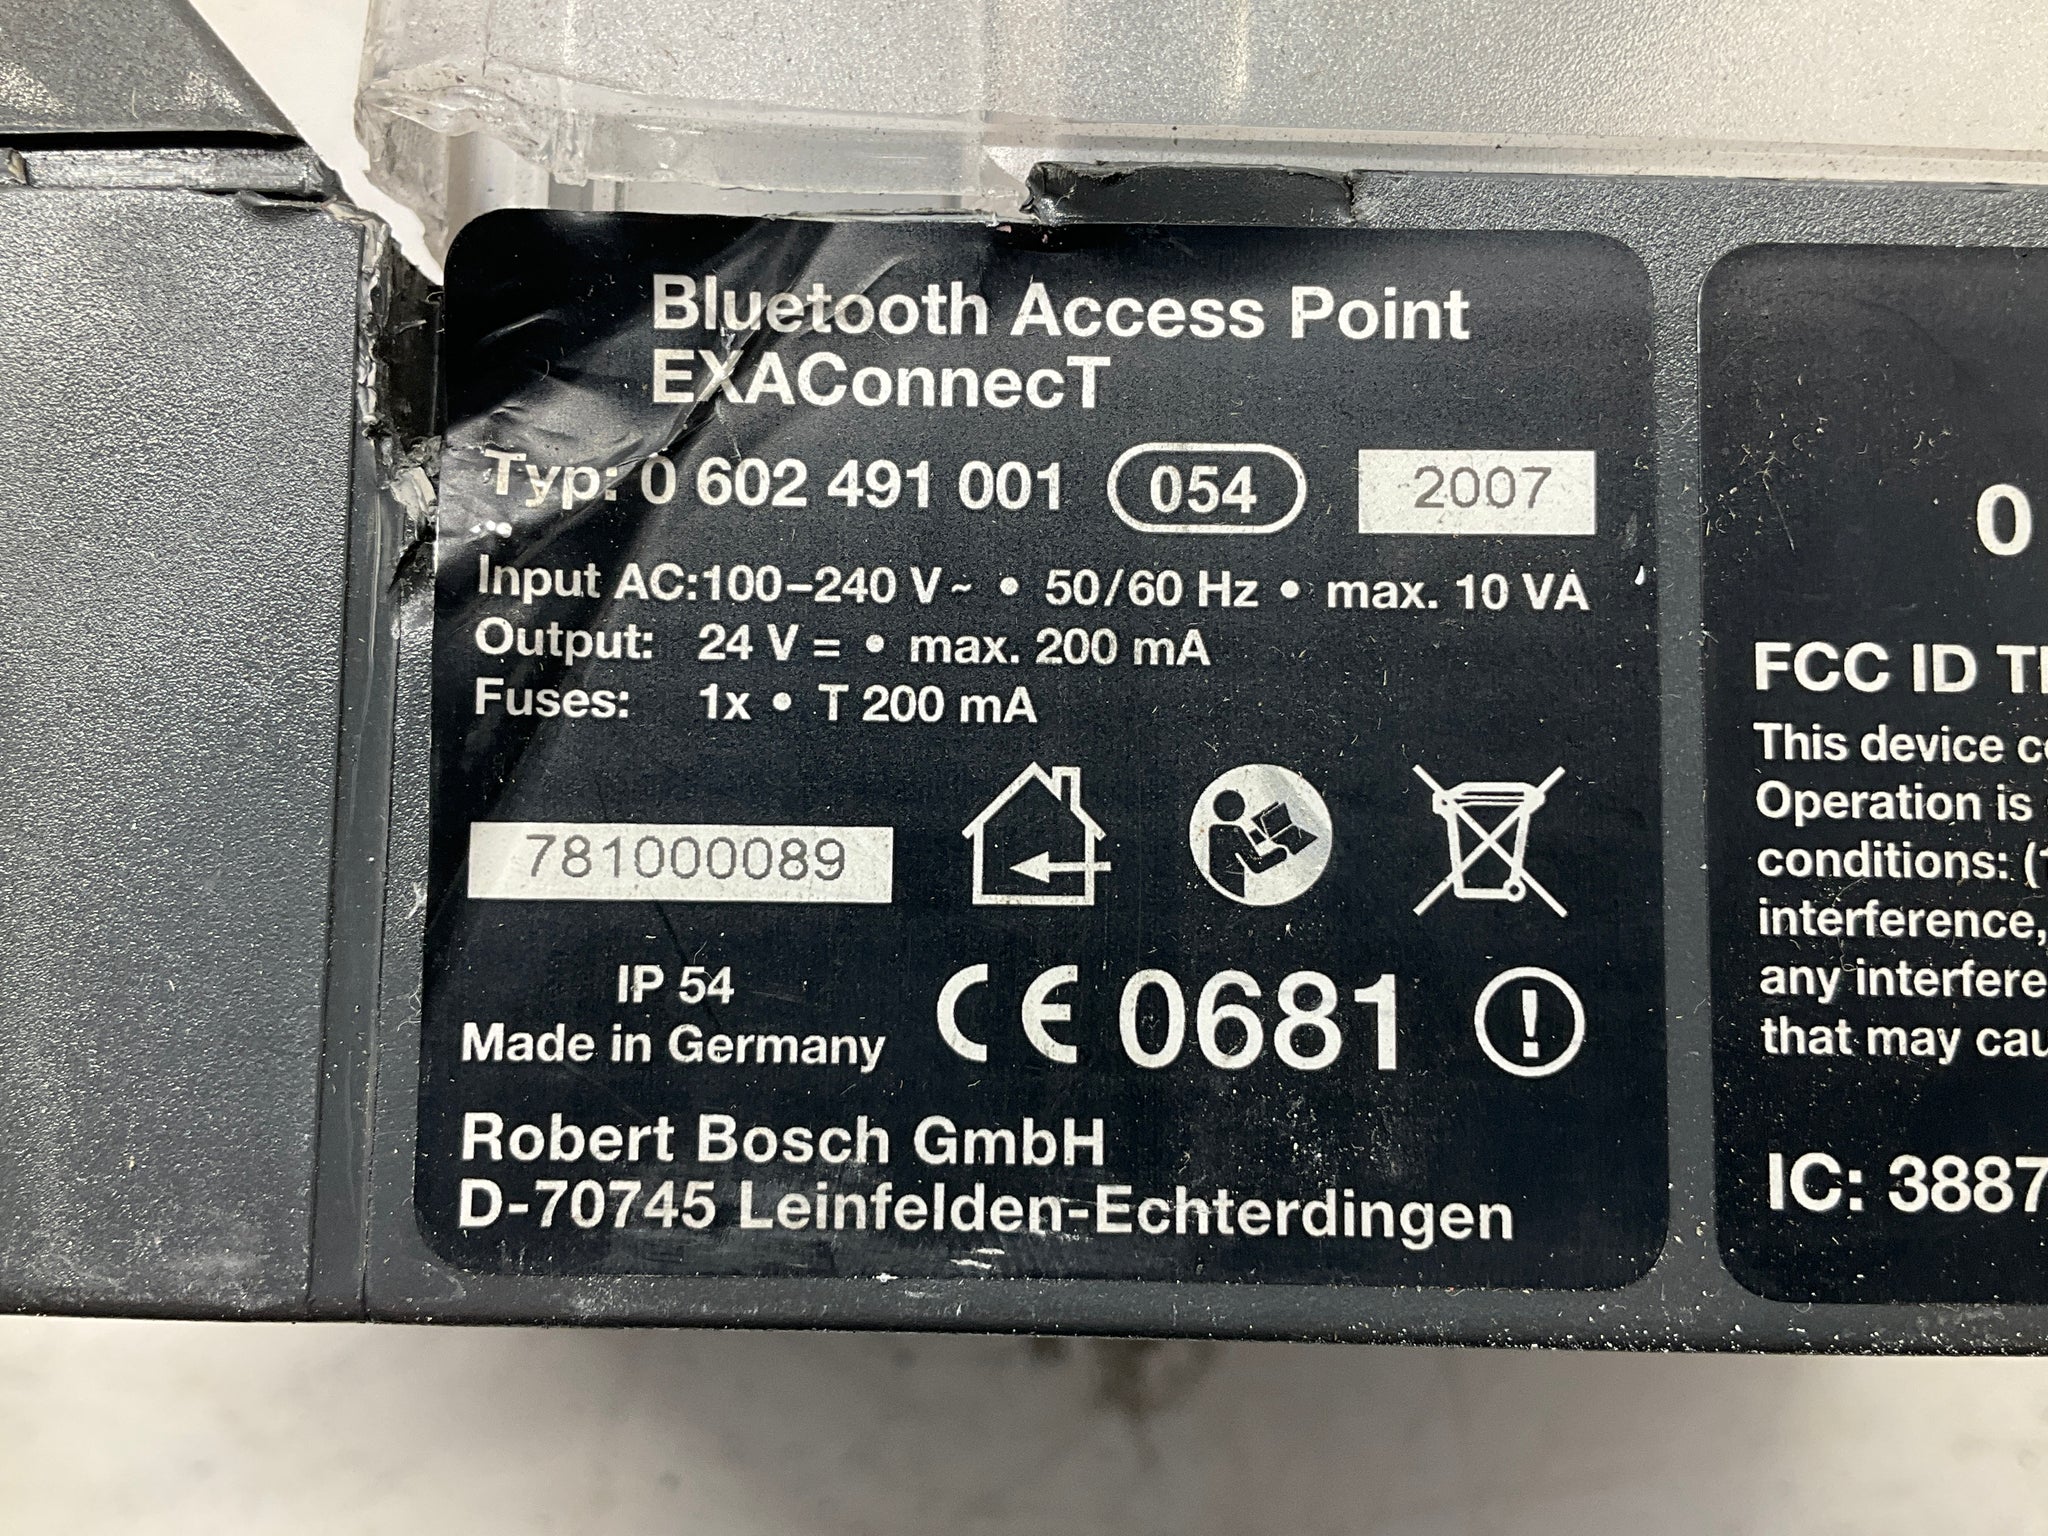 Bluetooth Access Point
EXAConnecT
Typ: 0 602 491 001 054 2007
Input AC:100–240 V~ • 50/60 Hz • max. 10 VA
Output: 24 V = • max. 200 mA
Fuses: 1x • T 200 mA
781000089
IP 54
Made in Germany
CE 0681 !
Robert Bosch GmbH
D-70745 Leinfelden-Echterdingen
0
FCC ID
This device
Operation is
conditions:
interference,
any
that may
IC: 3887